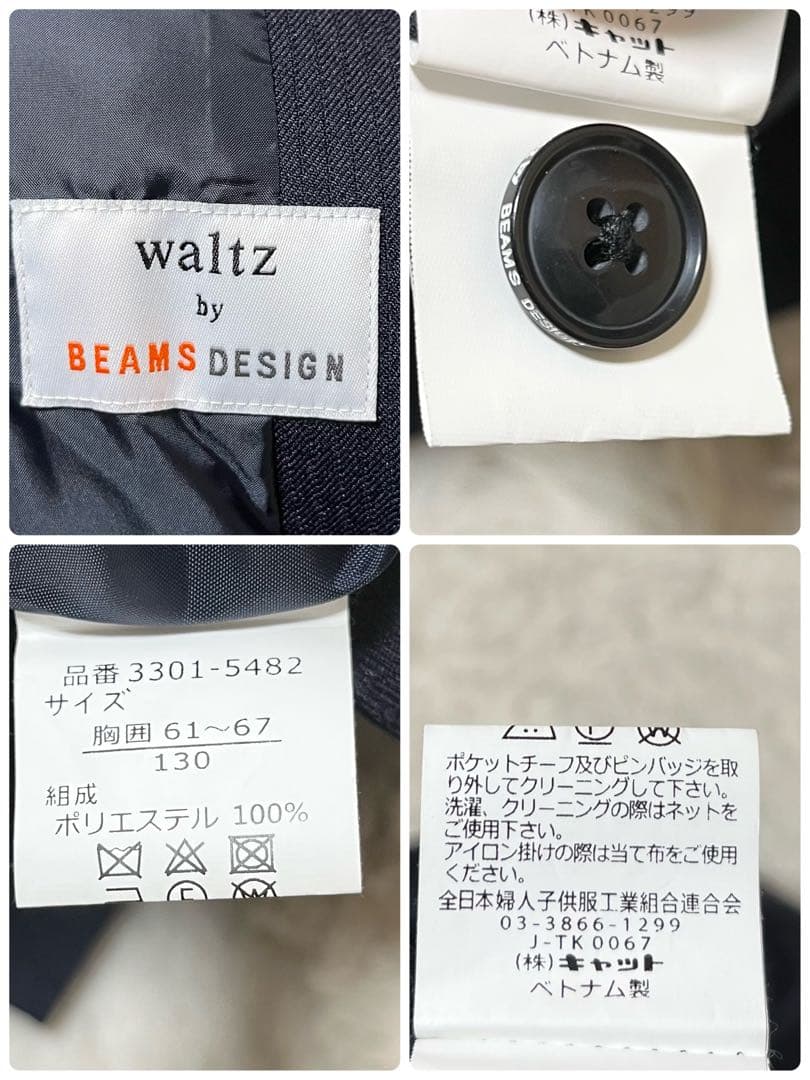 waltz
by
BEAMS DESIGN
(株)キャット
ベトナム製
BEAMS DESIGN
品番 3301-5482
サイズ
胸囲 61～67
130
組成
ポリエステル 100%
ポケットチーフ及びピンバッジを取
り外してクリーニングして下さい。
洗濯、クリーニングの際はネットを
ご使用下さい。
アイロン掛けの際は当て布をご使用
ください。
全日本婦人子供服工業組合連合会
03-3866-1299
J-TK0067
(株)キャット
ベトナム製